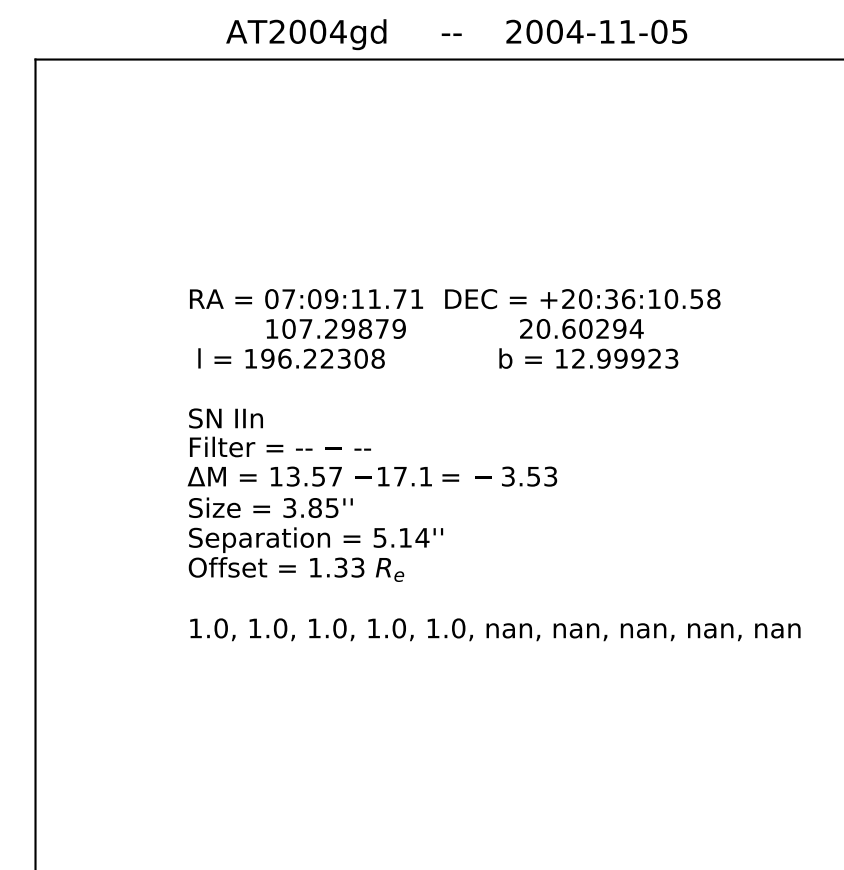 AT2004gd -- 2004-11-05
RA = 07:09:11.71 DEC = +20:36:10.58
107.29879 20.60294
l = 196.22308 b = 12.99923
SN IIn
Filter = -- − --
ΔM = 13.57 −17.1 = − 3.53
Size = 3.85''
Separation = 5.14''
Offset = 1.33 Re
1.0, 1.0, 1.0, 1.0, 1.0, nan, nan, nan, nan, nan